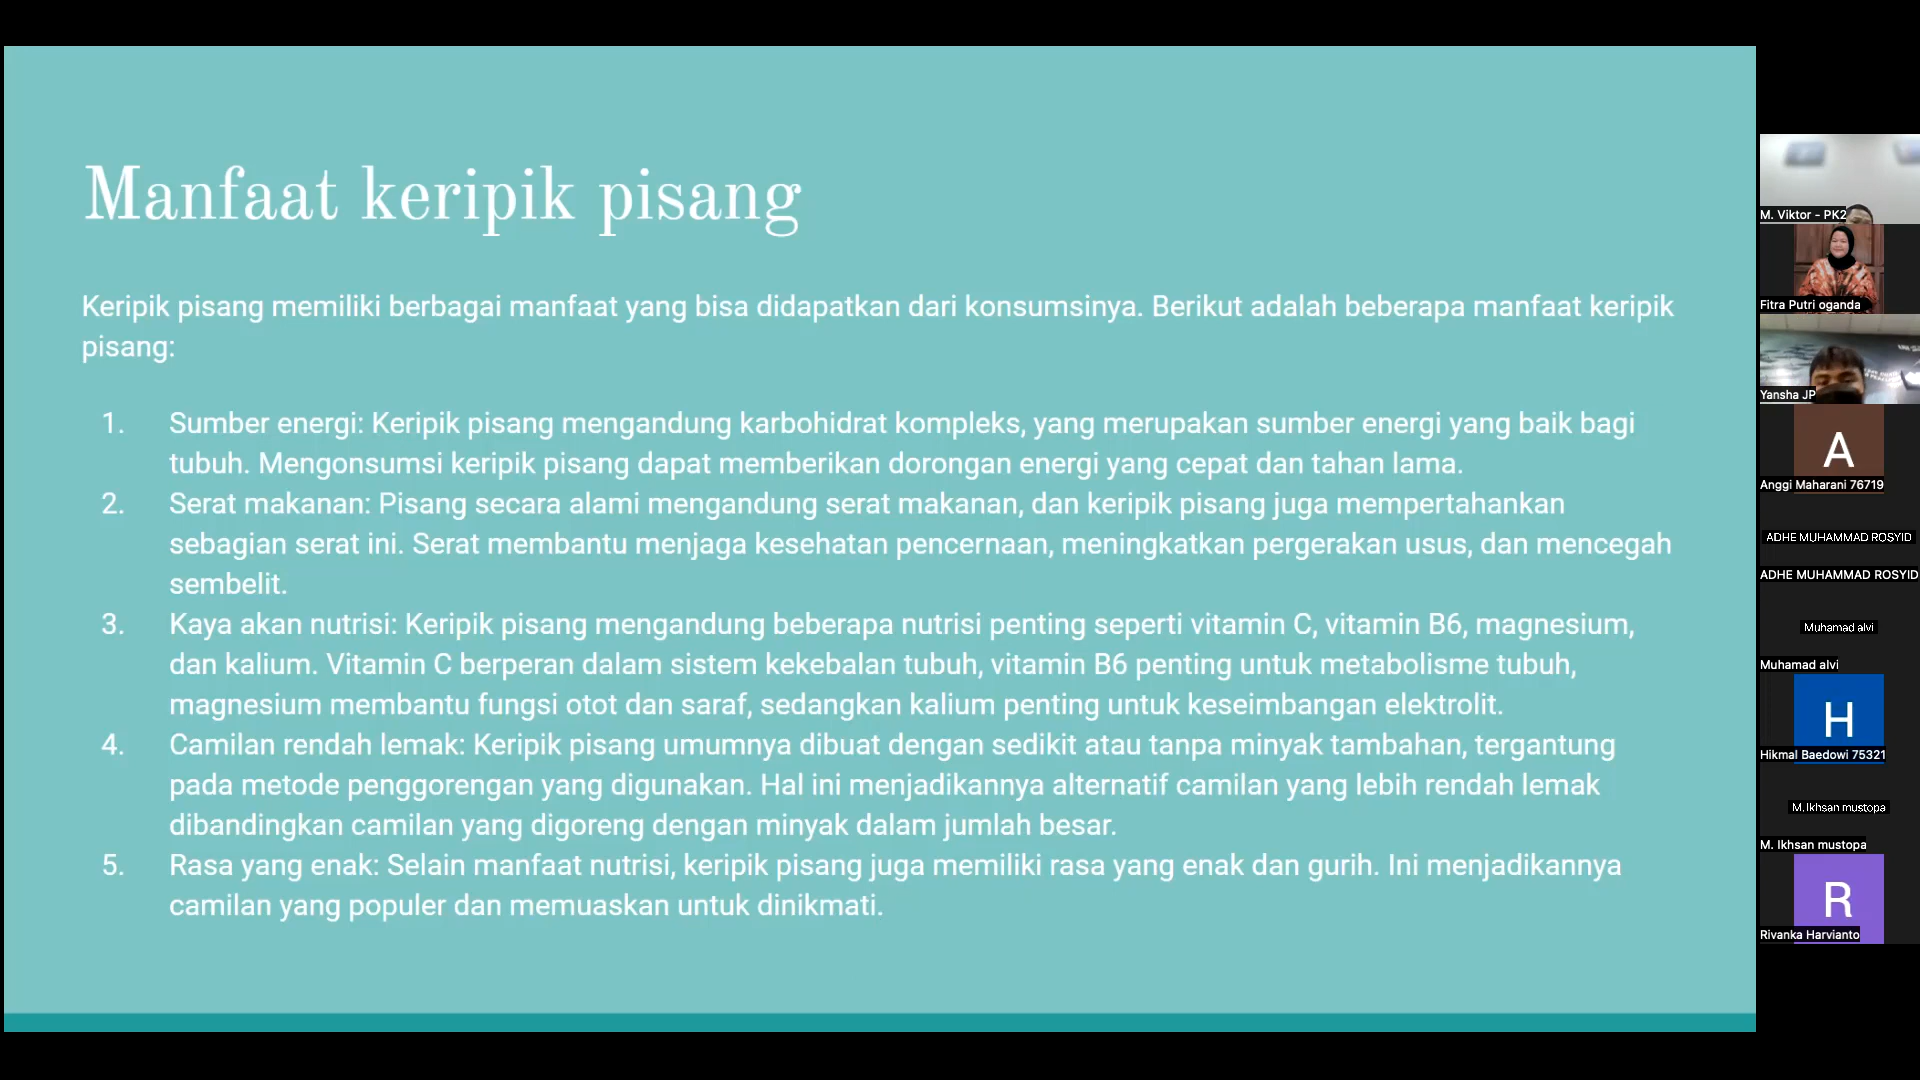 Manfaat keripik pisang
Keripik pisang memiliki berbagai manfaat yang bisa didapatkan dari konsumsinya. Berikut adalah beberapa manfaat keripik
pisang:
1. Sumber energi: Keripik pisang mengandung karbohidrat kompleks, yang merupakan sumber energi yang baik bagi
tubuh. Mengonsumsi keripik pisang dapat memberikan dorongan energi yang cepat dan tahan lama.
2. Serat makanan: Pisang secara alami mengandung serat makanan, dan keripik pisang juga mempertahankan
sebagian serat ini. Serat membantu menjaga kesehatan pencernaan, meningkatkan pergerakan usus, dan mencegah
sembelit.
3. Kaya akan nutrisi: Keripik pisang mengandung beberapa nutrisi penting seperti vitamin C, vitamin B6, magnesium,
dan kalium. Vitamin C berperan dalam sistem kekebalan tubuh, vitamin B6 penting untuk metabolisme tubuh,
magnesium membantu fungsi otot dan saraf, sedangkan kalium penting untuk keseimbangan elektrolit.
4. Camilan rendah lemak: Keripik pisang umumnya dibuat dengan sedikit atau tanpa minyak tambahan, tergantung
pada metode penggorengan yang digunakan. Hal ini menjadikannya alternatif camilan yang lebih rendah lemak
dibandingkan camilan yang digoreng dengan minyak dalam jumlah besar.
5. Rasa yang enak: Selain manfaat nutrisi, keripik pisang juga memiliki rasa yang enak dan gurih. Ini menjadikannya
camilan yang populer dan memuaskan untuk dinikmati.
M. Viktor - PK2
Fitra Putri oganda
Yansha JP
A
Anggi Maharani 76719
ADHE MUHAMMAD ROSYID
ADHE MUHAMMAD ROSYID
Muhamad alvi
Muhamad alvi
H
Hikmal Baedowi 75321
M. Ikhsan mustopa
M. Ikhsan mustopa
R
Rivanka Harvianto